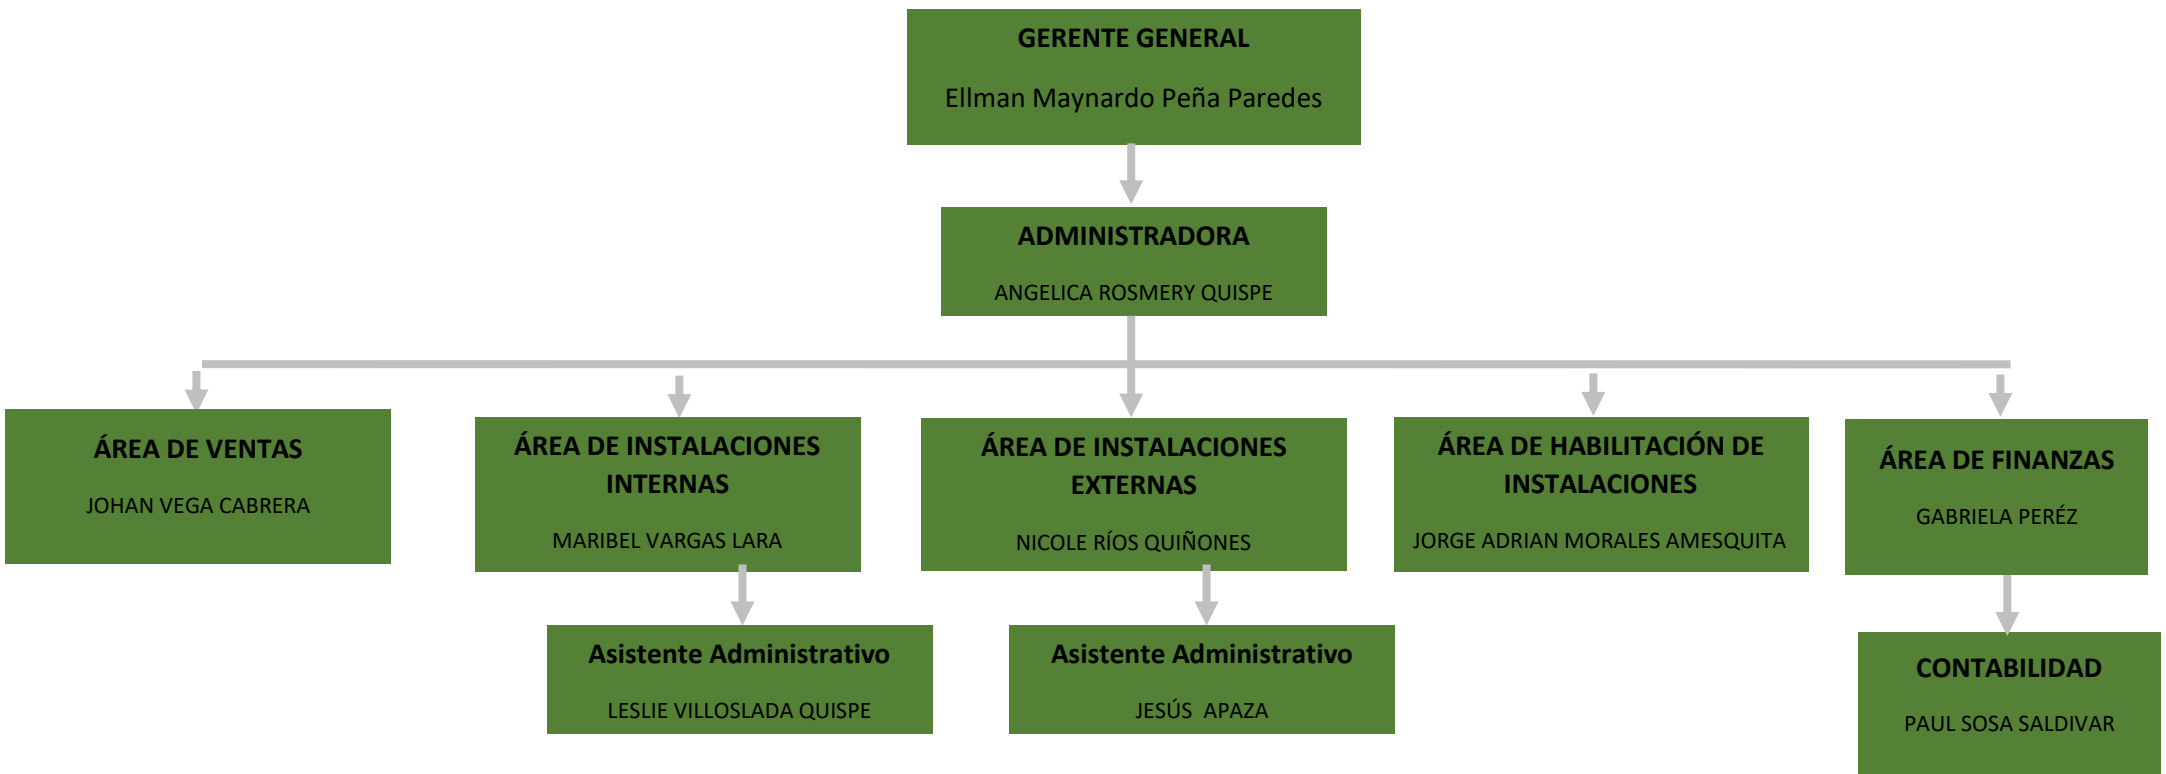 GERENTE GENERAL
Ellman Maynardo Peña Paredes
ADMINISTRADORA
ANGELICA ROSMERY QUISPE
ÁREA DE VENTAS
JOHAN VEGA CABRERA
ÁREA DE INSTALACIONES
INTERNAS
MARIBEL VARGAS LARA
ÁREA DE INSTALACIONES
EXTERNAS
NICOLE RÍOS QUIÑONES
ÁREA DE HABILITACIÓN DE
INSTALACIONES
JORGE ADRIAN MORALES AMESQUITA
ÁREA DE FINANZAS
GABRIELA PERÉZ
Asistente Administrativo
LESLIE VILLOSLADA QUISPE
Asistente Administrativo
JESÚS  APAZA
CONTABILIDAD
PAUL SOSA SALDIVAR